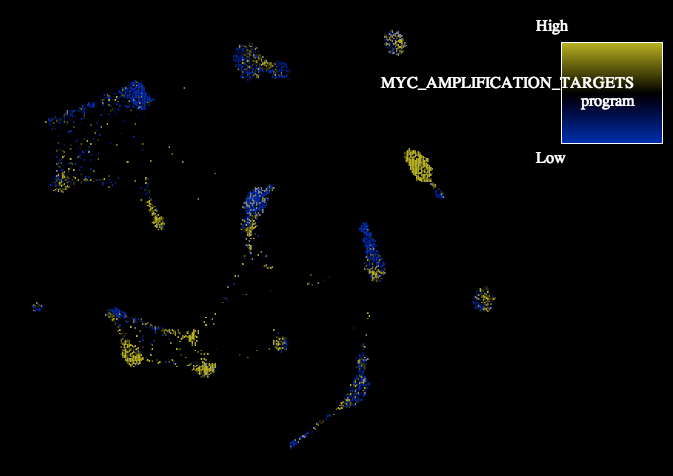 High
MYC_AMPLIFICATION_TARGETS
program
Low